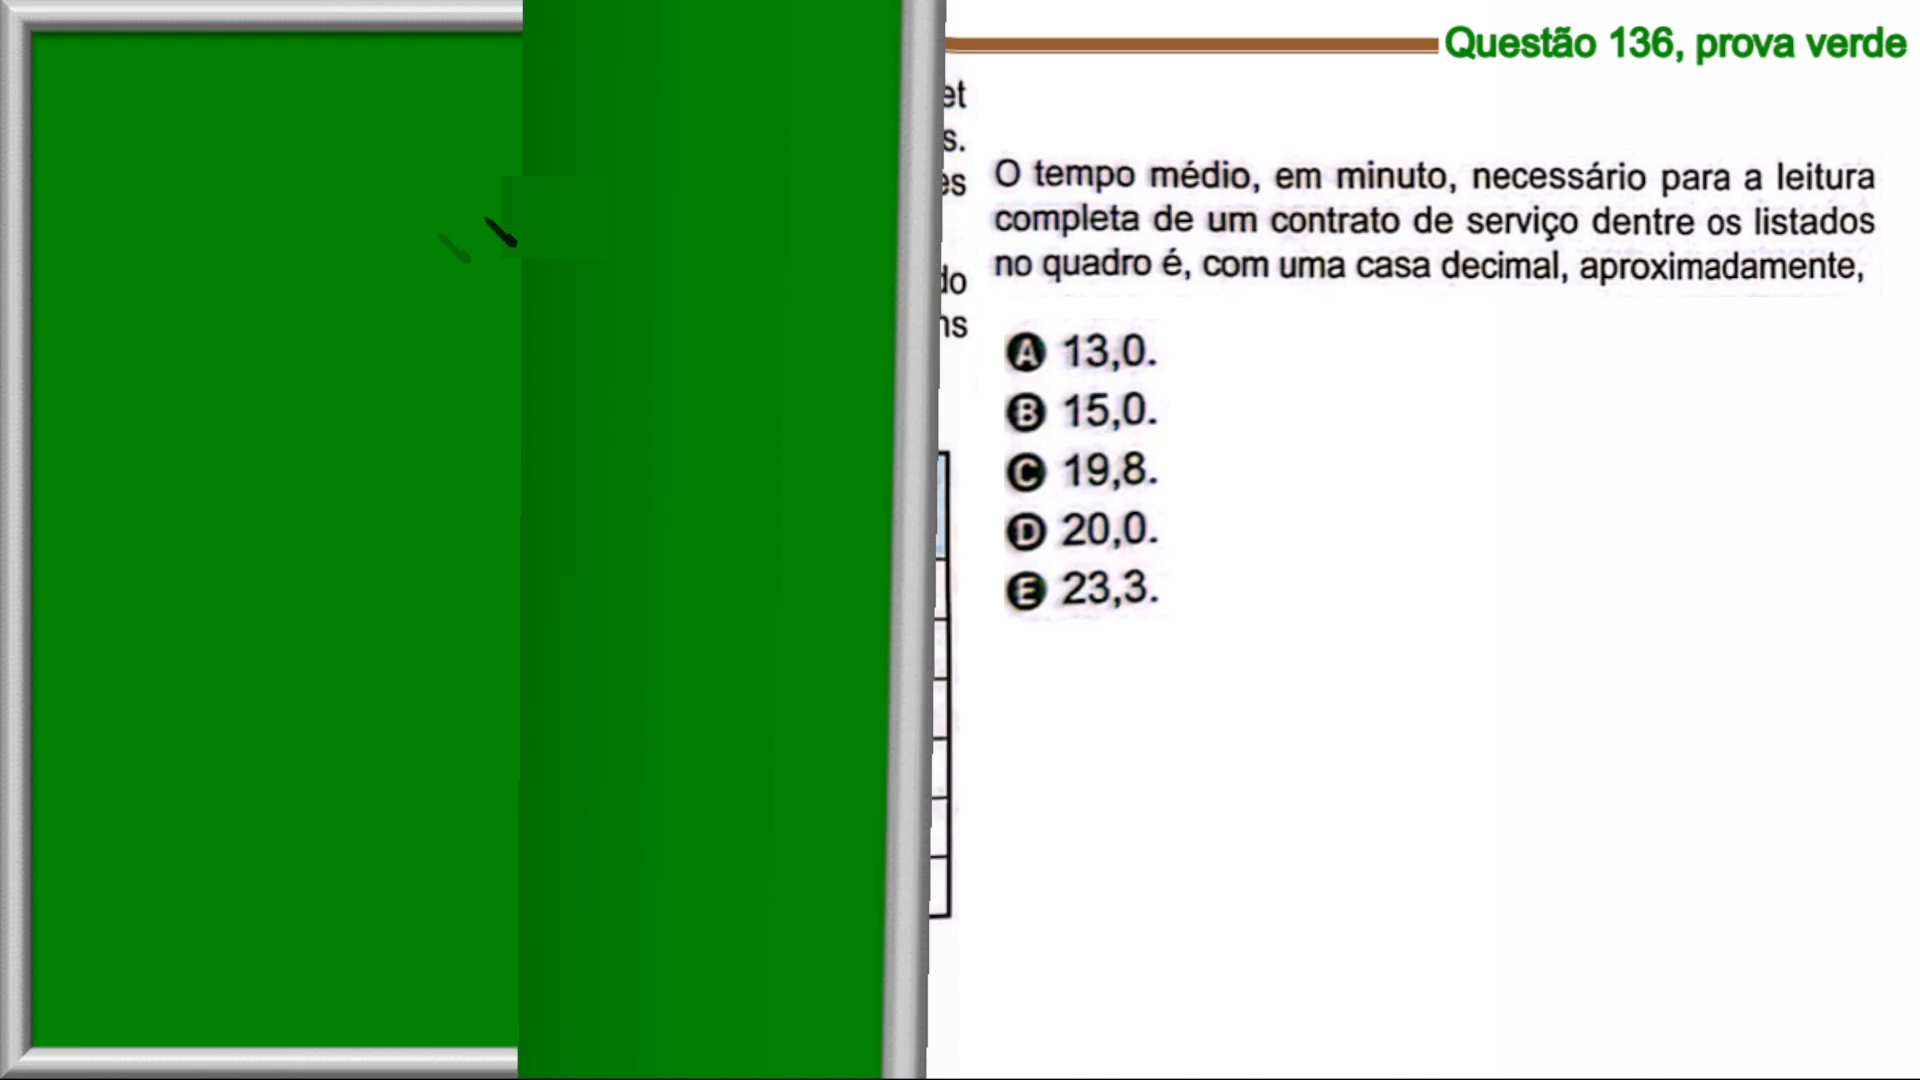 Questão 136, prova verde
O tempo médio, em minuto, necessário para a leitura
completa de um contrato de serviço dentre os listados
no quadro é, com uma casa decimal, aproximadamente,
A 13,0.
B 15,0.
C 19,8.
D 20,0.
E 23,3.